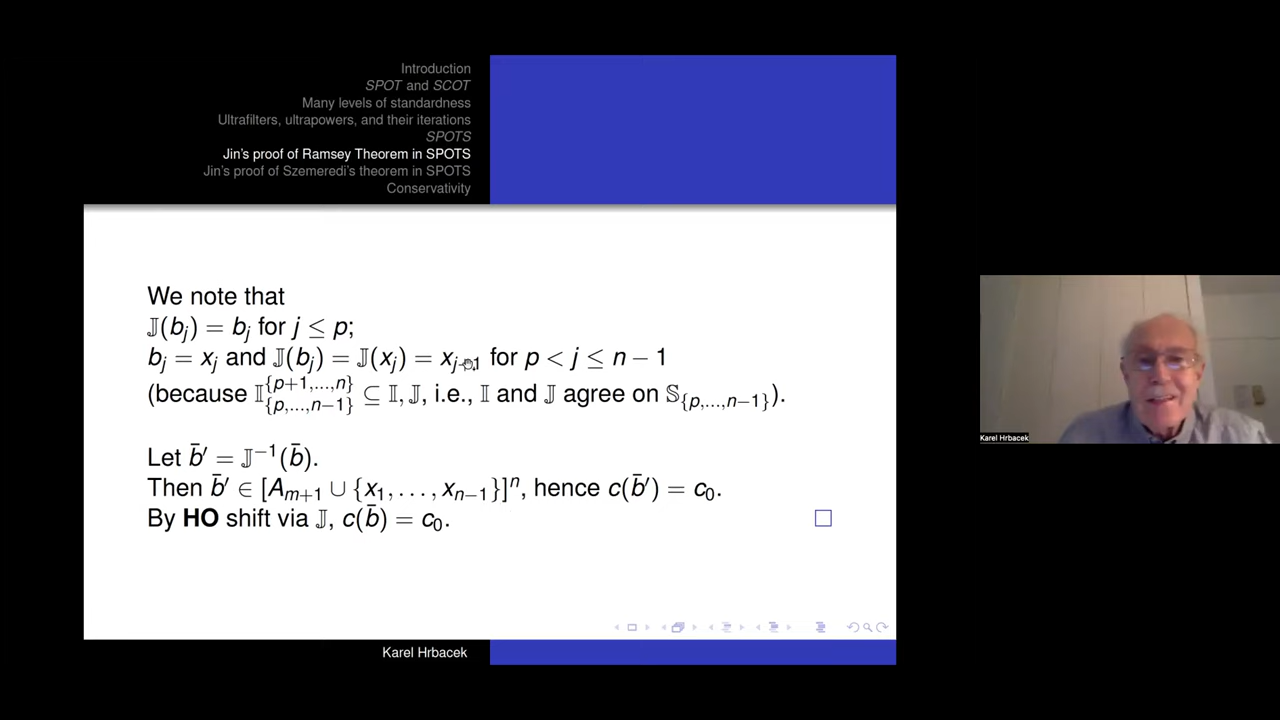 Introduction
SPOT and SCOT
Many levels of standardness
Ultrafilters, ultrapowers, and their iterations
SPOTS
Jin's proof of Ramsey Theorem in SPOTS
Jin's proof of Szemeredi's theorem in SPOTS
Conservativity
We note that
𝕁(b_j) = b_j for j ≤ p;
b_j = x_j and 𝕁(b_j) = 𝕁(x_j) = x_{j+1} for p < j ≤ n − 1
(because 𝕀_{{p,...,n−1}}^{{p+1,...,n}} ⊆ 𝕀, 𝕁, i.e., 𝕀 and 𝕁 agree on 𝕊_{{p,...,n−1}}).
Let b̄′ = 𝕁^{−1}(b̄).
Then b̄′ ∈ [A_{m+1} ∪ {x_1, . . . , x_{n−1}}]^n, hence c(b̄′) = c_0.
By HO shift via 𝕁, c(b̄) = c_0.
Karel Hrbacek
Karel Hrbacek